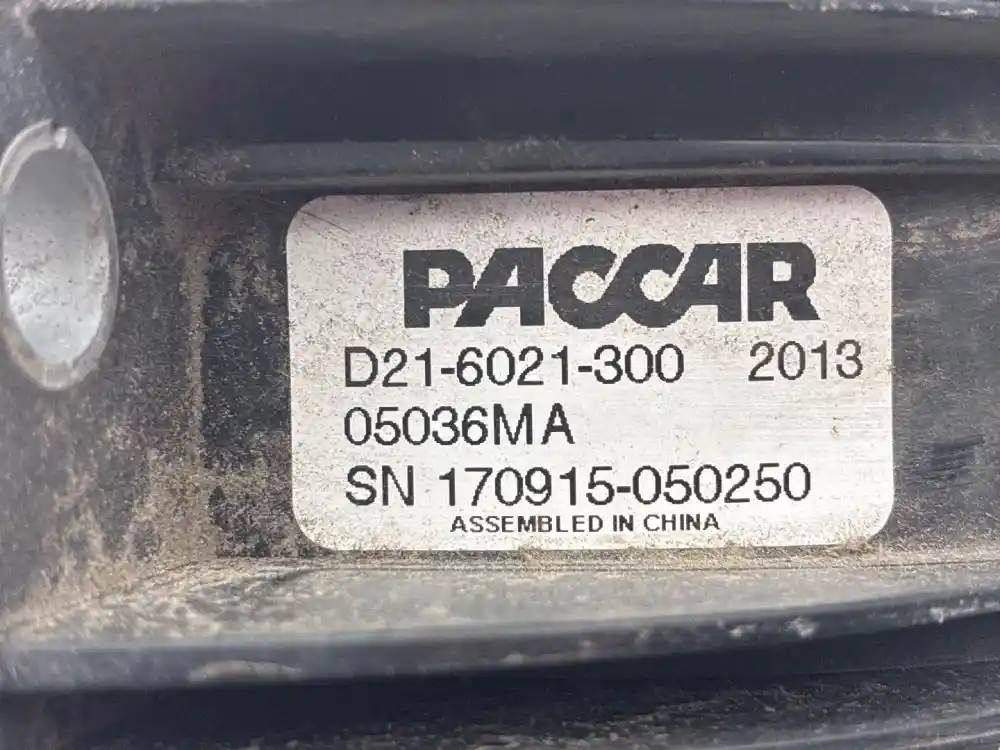 PACCAR
D21-6021-300 2013
05036MA
SN 170915-050250
ASSEMBLED IN CHINA